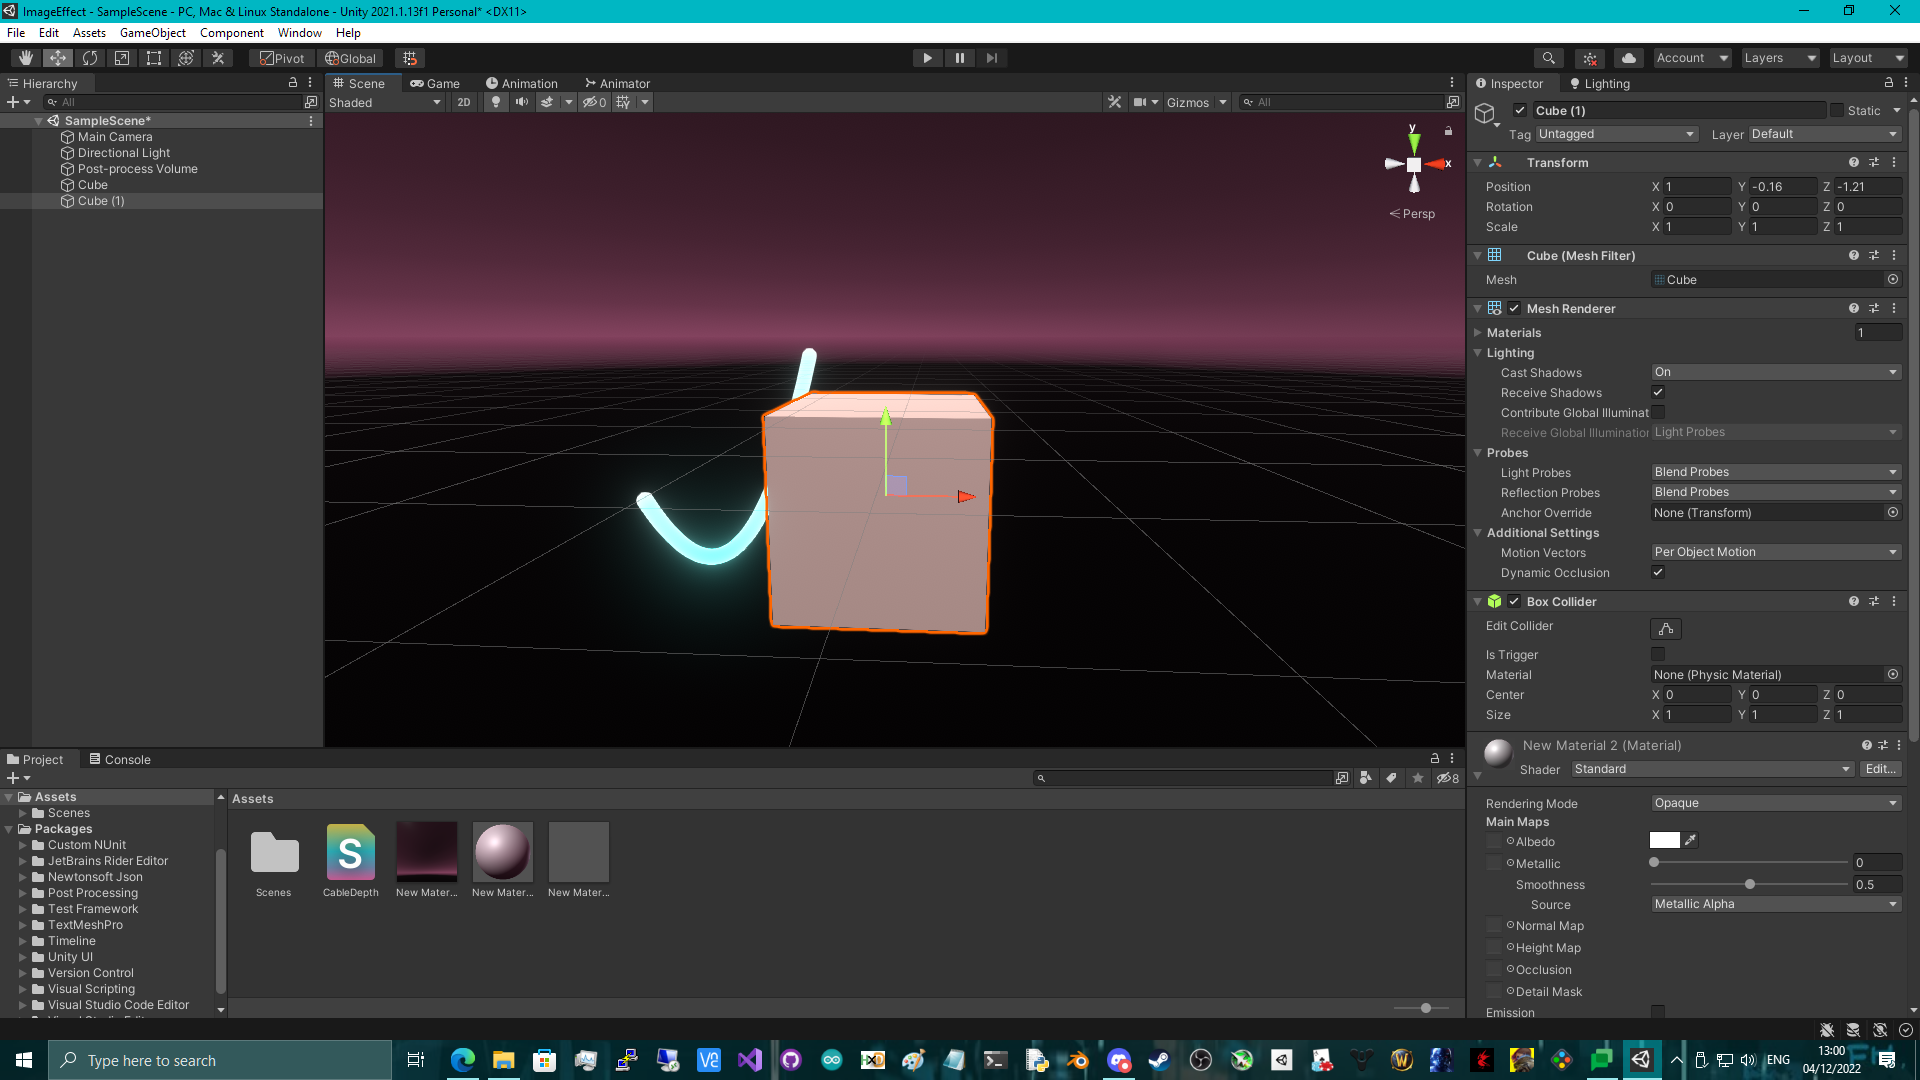 ImageEffect - SampleScene - PC, Mac & Linux Standalone - Unity 2021.1.13f1 Personal* <DX11>
File Edit Assets GameObject Component Window Help
Pivot Global Account Layers Layout
Hierarchy
All
SampleScene*
Main Camera
Directional Light
Post-process Volume
Cube
Cube (1)
Scene Game Animation Animator
Shaded 2D 0 Gizmos All
y
x
Persp
Inspector Lighting
Cube (1) Static
Tag Untagged Layer Default
Transform
Position X 1 Y -0.16 Z -1.21
Rotation X 0 Y 0 Z 0
Scale X 1 Y 1 Z 1
Cube (Mesh Filter)
Mesh Cube
Mesh Renderer
Materials 1
Lighting
Cast Shadows On
Receive Shadows
Contribute Global Illuminat
Receive Global Illumination Light Probes
Probes
Light Probes Blend Probes
Reflection Probes Blend Probes
Anchor Override None (Transform)
Additional Settings
Motion Vectors Per Object Motion
Dynamic Occlusion
Box Collider
Edit Collider
Is Trigger
Material None (Physic Material)
Center X 0 Y 0 Z 0
Size X 1 Y 1 Z 1
New Material 2 (Material)
Shader Standard Edit...
Rendering Mode Opaque
Main Maps
Albedo
Metallic 0
Smoothness 0.5
Source Metallic Alpha
Normal Map
Height Map
Occlusion
Detail Mask
Emission
Project Console
8
Assets
Scenes
Packages
Custom NUnit
JetBrains Rider Editor
Newtonsoft Json
Post Processing
Test Framework
TextMeshPro
Timeline
Unity UI
Version Control
Visual Scripting
Visual Studio Code Editor
Assets
S
Scenes CableDepth New Mater... New Mater... New Mater...
Type here to search
ENG
13:00
04/12/2022